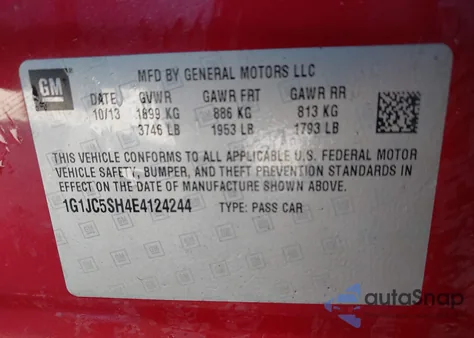 GM
MFD BY GENERAL MOTORS LLC
DATE GVWR GAWR FRT GAWR RR
10/13 1699 KG 886 KG 813 KG
3746 LB 1953 LB 1793 LB
THIS VEHICLE CONFORMS TO ALL APPLICABLE U.S. FEDERAL MOTOR
VEHICLE SAFETY, BUMPER, AND THEFT PREVENTION STANDARDS IN
EFFECT ON THE DATE OF MANUFACTURE SHOWN ABOVE.
1G1JC5SH4E4124244 TYPE: PASS CAR
autoSnap